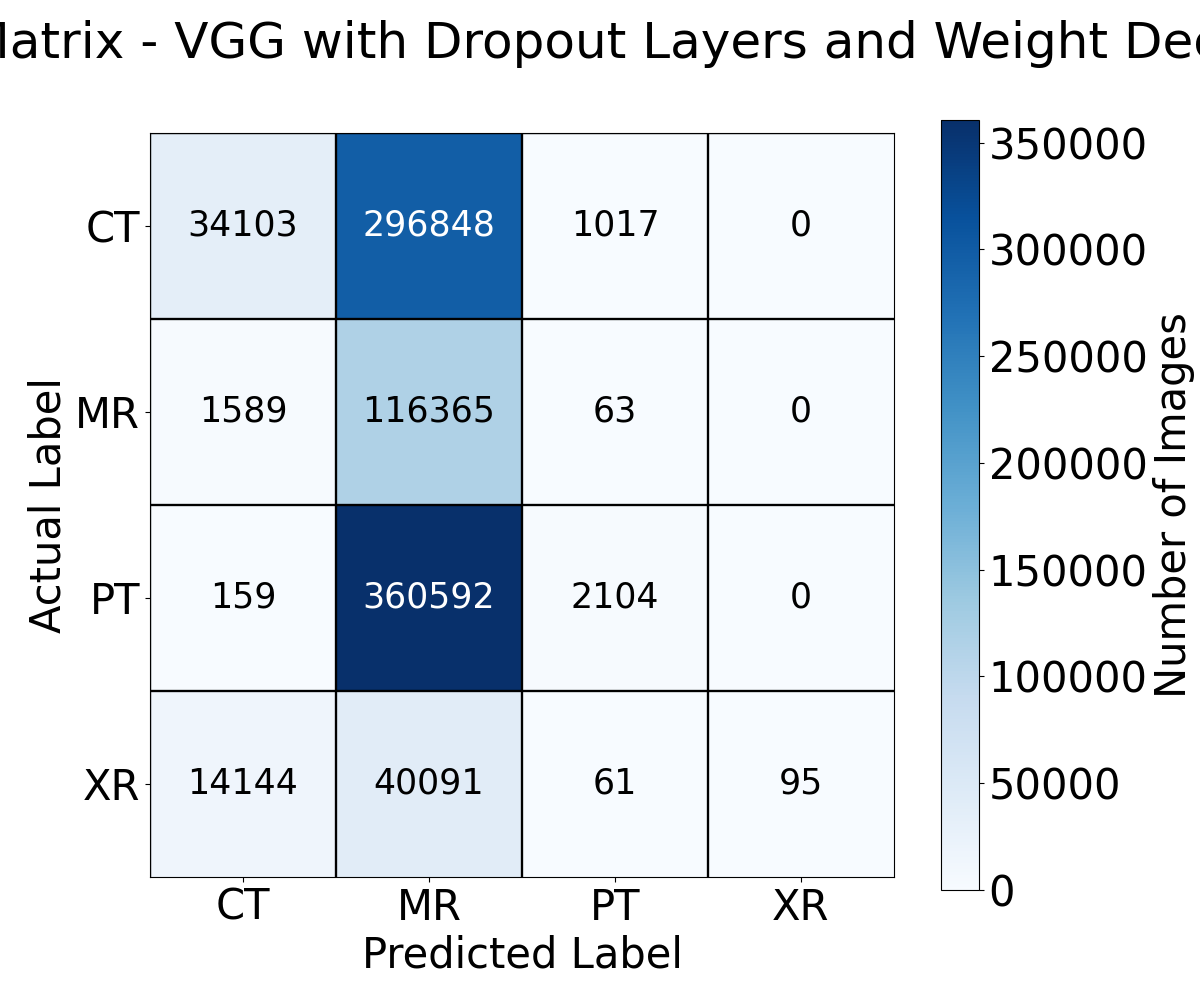 Matrix - VGG with Dropout Layers and Weight Dec
350000
CT 34103 296848 1017 0
300000
250000
MR 1589 116365 63 0
200000
150000
PT 159 360592 2104 0
100000
XR 14144 40091 61 95
50000
0
CT MR PT XR
Predicted Label
Actual Label
Number of Images